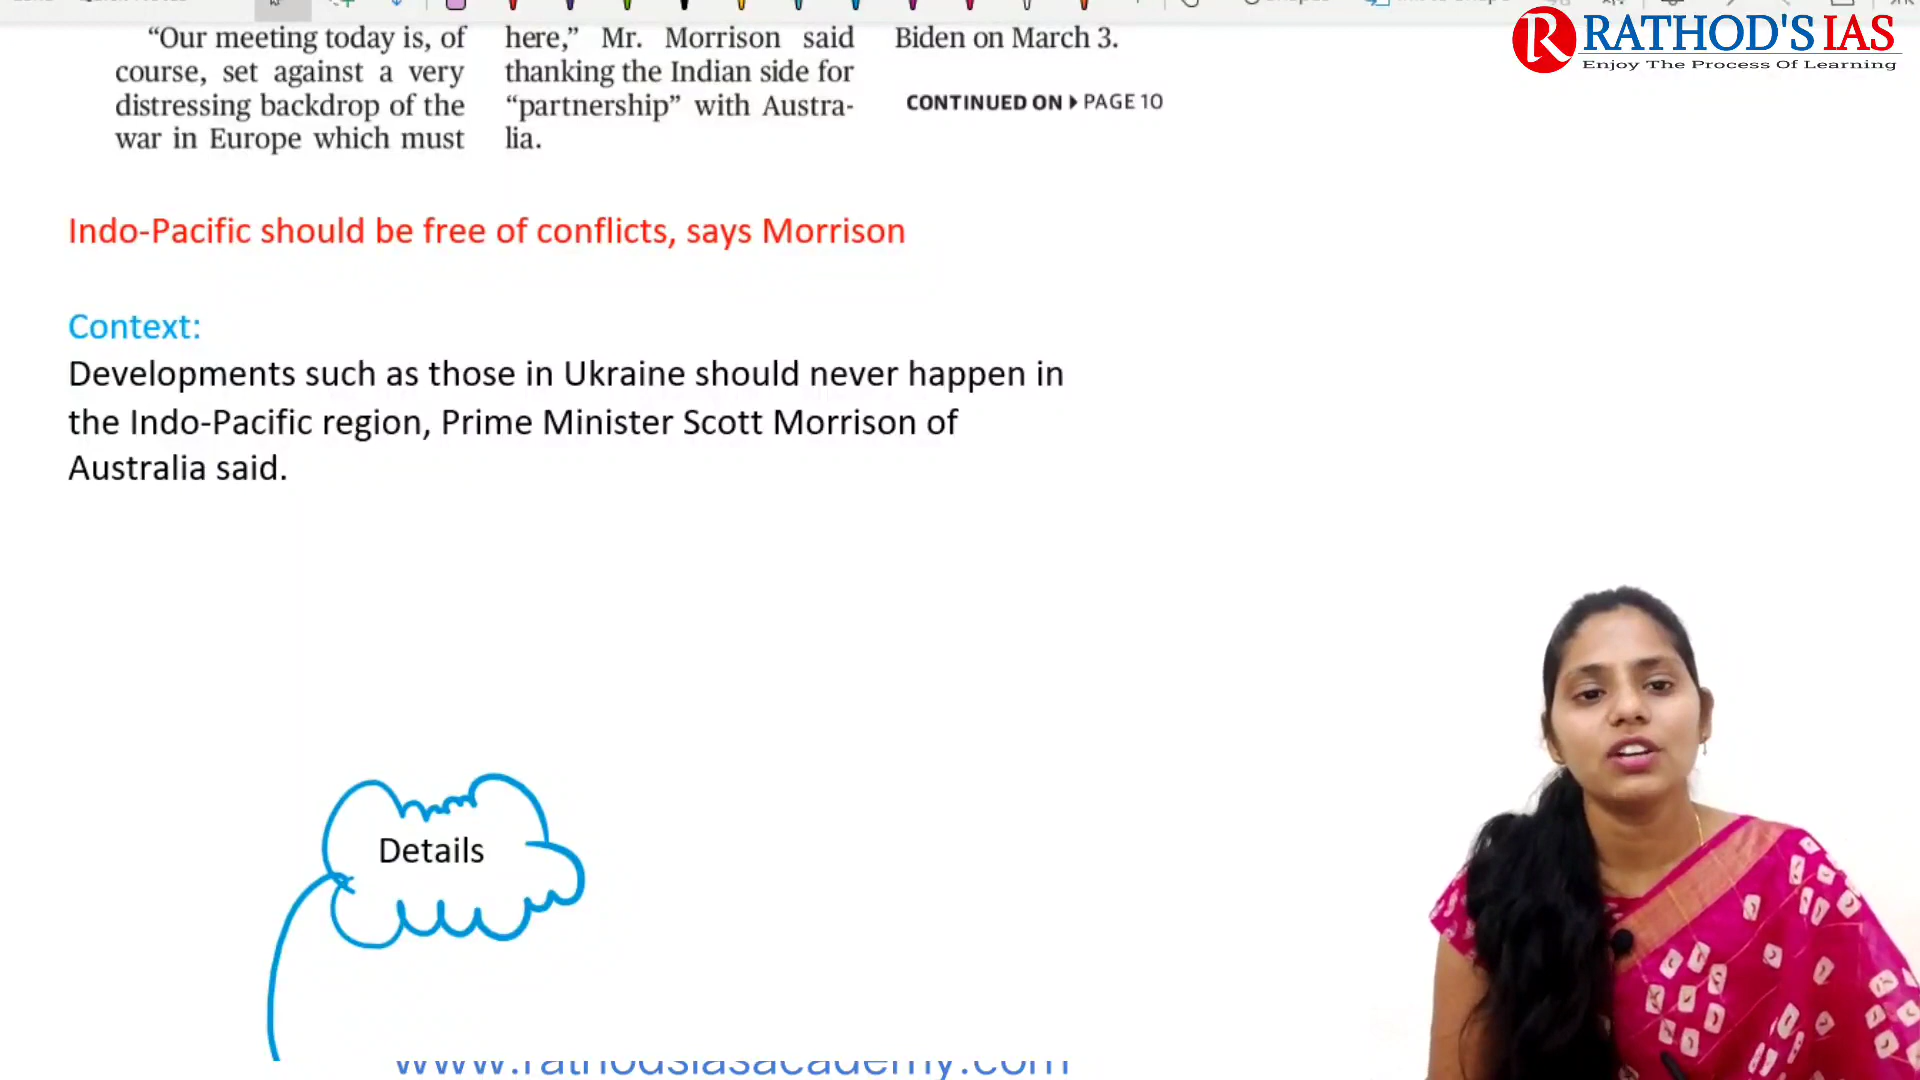 RATHOD'S IAS
Enjoy The Process Of Learning
“Our meeting today is, of
course, set against a very
distressing backdrop of the
war in Europe which must
here,” Mr. Morrison said
thanking the Indian side for
“partnership” with Austra-
lia.
Biden on March 3.
CONTINUED ON PAGE 10
Indo-Pacific should be free of conflicts, says Morrison
Context:
Developments such as those in Ukraine should never happen in
the Indo-Pacific region, Prime Minister Scott Morrison of
Australia said.
Details
www.rathodsiasacademy.com